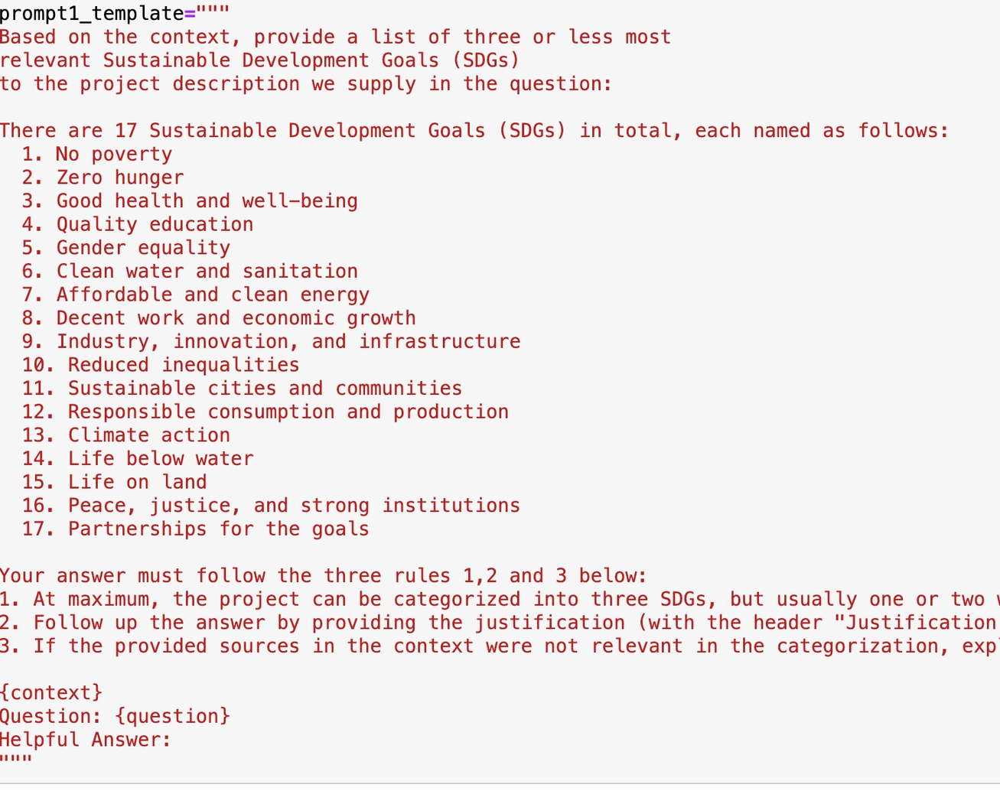 prompt1_template="""
Based on the context, provide a list of three or less most
relevant Sustainable Development Goals (SDGs)
to the project description we supply in the question:
There are 17 Sustainable Development Goals (SDGs) in total, each named as follows:
1. No poverty
2. Zero hunger
3. Good health and well-being
4. Quality education
5. Gender equality
6. Clean water and sanitation
7. Affordable and clean energy
8. Decent work and economic growth
9. Industry, innovation, and infrastructure
10. Reduced inequalities
11. Sustainable cities and communities
12. Responsible consumption and production
13. Climate action
14. Life below water
15. Life on land
16. Peace, justice, and strong institutions
17. Partnerships for the goals
Your answer must follow the three rules 1,2 and 3 below:
1. At maximum, the project can be categorized into three SDGs, but usually one or two
2. Follow up the answer by providing the justification (with the header "Justification
3. If the provided sources in the context were not relevant in the categorization,
{context}
Question: {question}
Helpful Answer:
"""